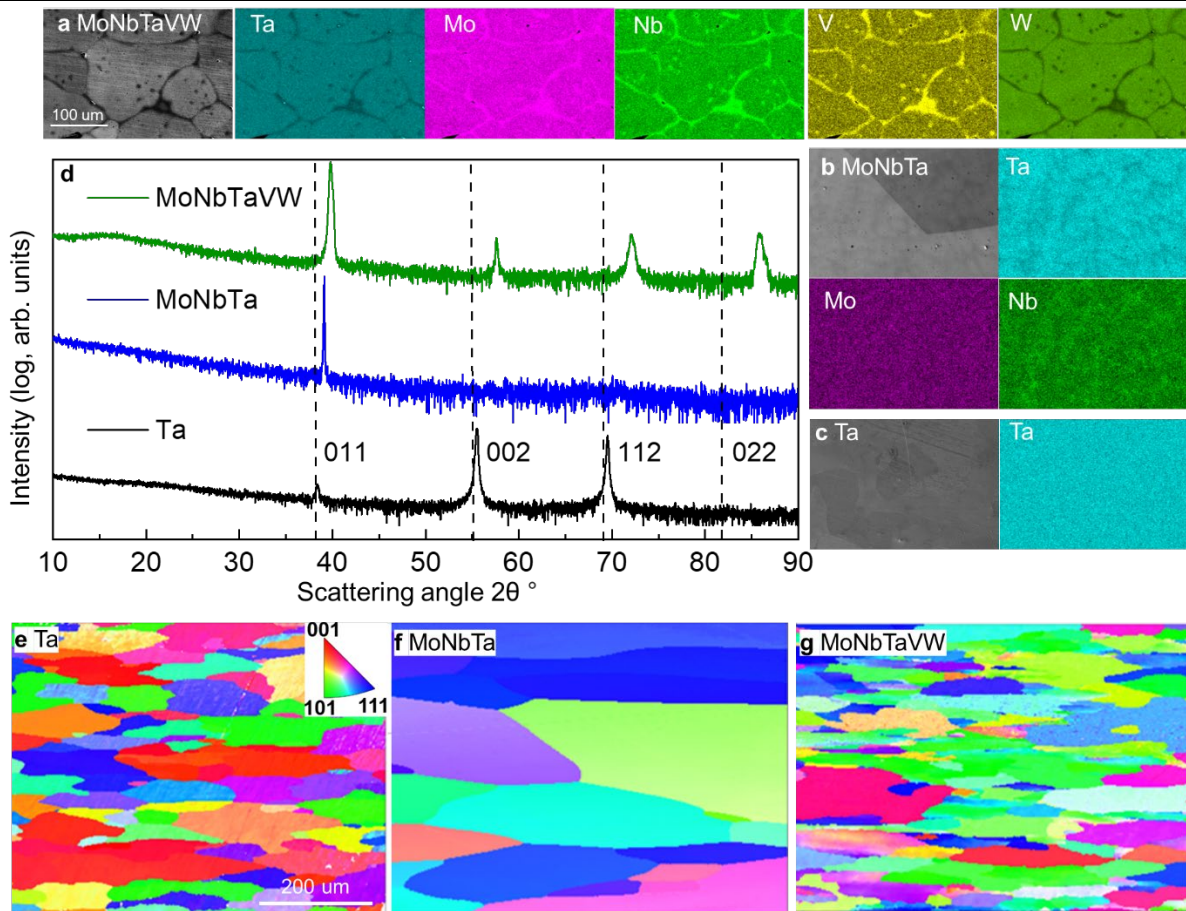 a MoNbTaVW
Ta
Mo
Nb
V
W
100 um
d
MoNbTaVW
MoNbTa
Ta
011
002
112
022
Intensity (log, arb. units)
10 20 30 40 50 60 70 80 90
Scattering angle 2θ °
b MoNbTa
Ta
Mo
Nb
c Ta
Ta
e Ta
001
101
111
200 um
f MoNbTa
g MoNbTaVW